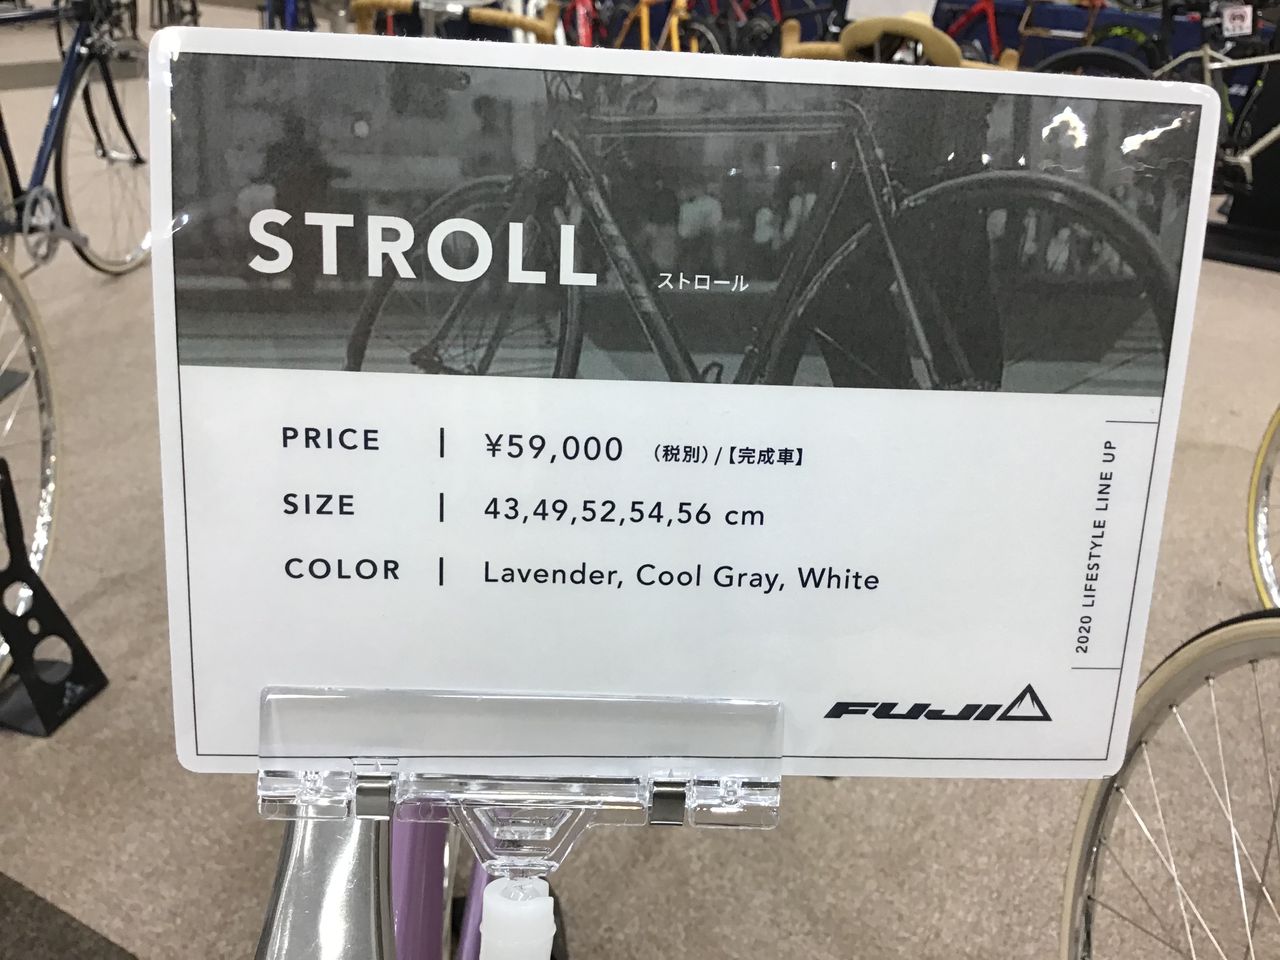 STROLL ストロール
PRICE | ¥59,000 （税別）/【完成車】
SIZE | 43,49,52,54,56 cm
COLOR | Lavender, Cool Gray, White
2020 LIFESTYLE LINE UP
FUJI